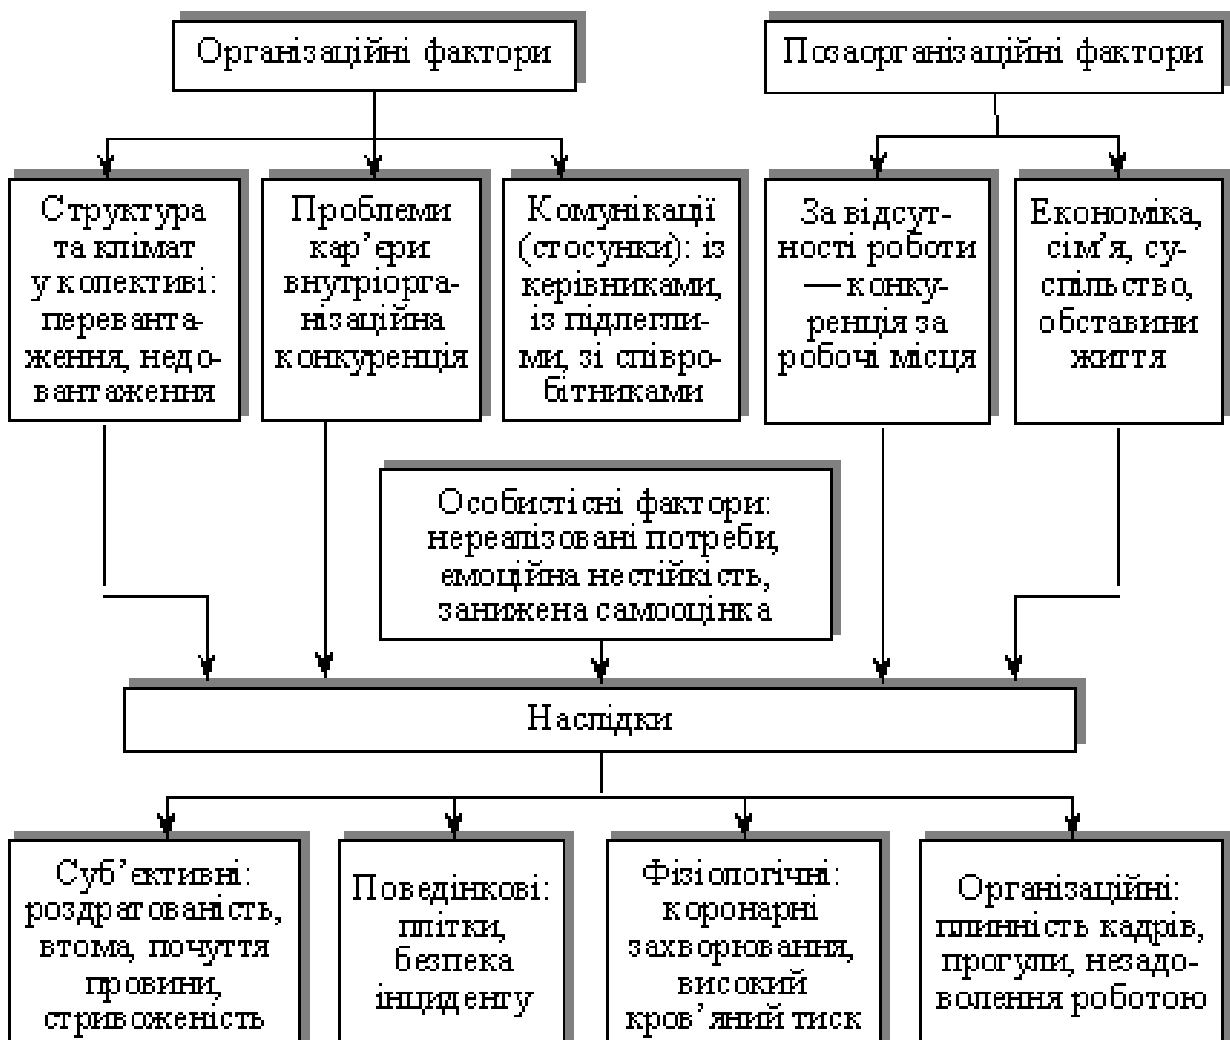 Організаційні фактори
Позаорганізаційні фактори
Структура
та клімат
у колективі:
переванта-
ження, недо-
вантаження
Проблеми
кар’єри
внутріорга-
нізаційна
конкуренція
Комунікації
(стосунки): із
керівниками,
із підлегли-
ми, зі співро-
бітниками
За відсут-
ності роботи
— конку-
ренція за
робочі місця
Економіка,
сім’я, су-
спільство,
обставини
життя
Особистісні фактори:
нереалізовані потреби,
емоційна нестійкість,
занижена самооцінка
Наслідки
Суб’єктивні:
роздратованість,
втома, почуття
провини,
стривоженість
Поведінкові:
плітки,
безпека
інциденту
Фізіологічні:
коронарні
захворювання,
високий
кров’яний тиск
Організаційні:
плинність кадрів,
прогули, незадо-
волення роботою